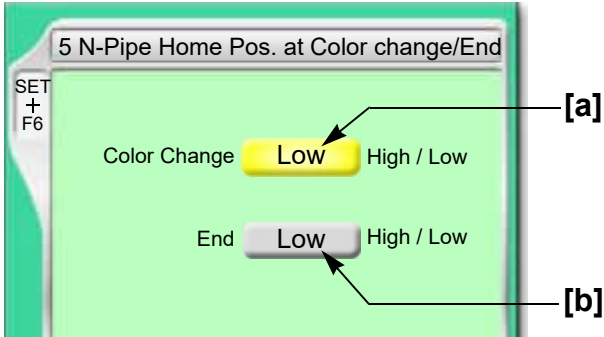 5 N-Pipe Home Pos. at Color change/End
SET
+
F6
[a]
Color Change Low High / Low
End Low High / Low
[b]